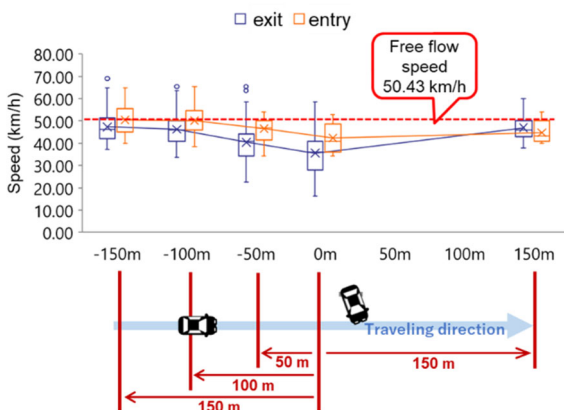 exit entry
Free flow
speed
50.43 km/h
Speed (km/h)
80.00
70.00
60.00
50.00
40.00
30.00
20.00
10.00
0.00
-150m -100m -50m 0m 50m 100m 150m
Traveling direction
50 m 150 m
100 m
150 m